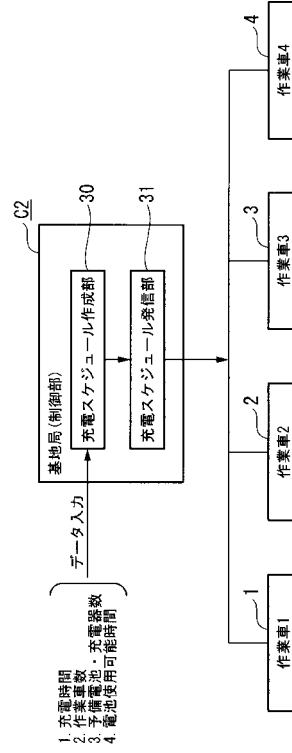 C2
基地局(制御部)
30
充電スケジュール作成部
31
充電スケジュール発信部
データ入力
1. 充電時間
2. 作業車数
3. 予備電池・充電器数
4. 電池使用可能時間
1
作業車1
2
作業車2
3
作業車3
4
作業車4